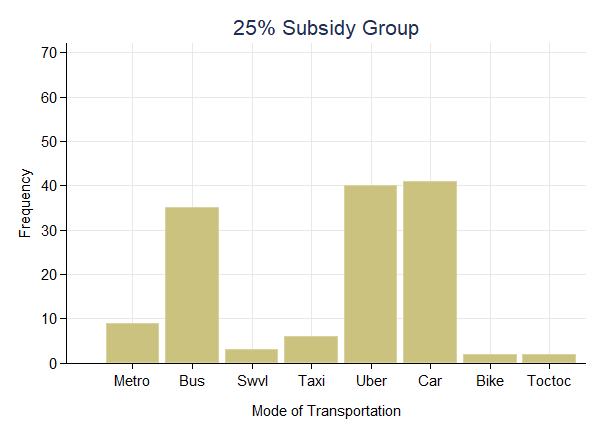 25% Subsidy Group
70
60
50
40
30
20
10
0
Frequency
Metro Bus Swvl Taxi Uber Car Bike Toctoc
Mode of Transportation